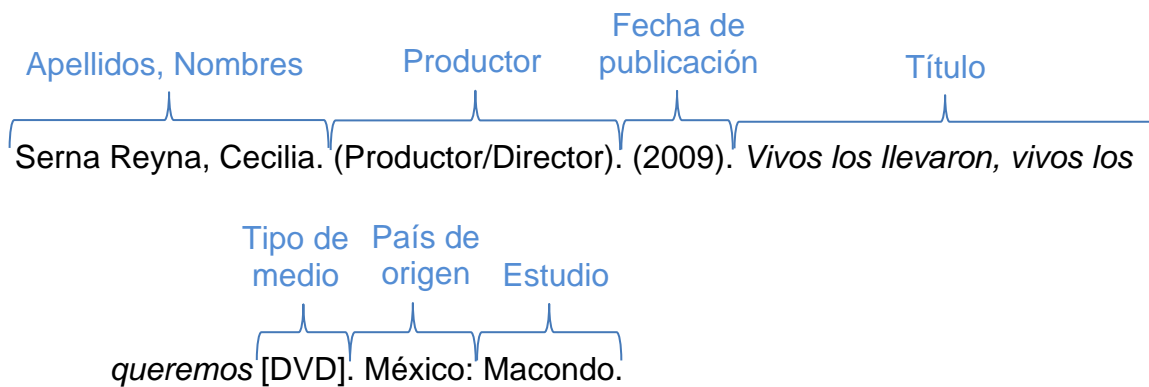 Fecha de
Apellidos, Nombres Productor publicación Título
Serna Reyna, Cecilia. (Productor/Director). (2009). Vivos los llevaron, vivos los
Tipo de País de
medio origen Estudio
queremos [DVD]. México: Macondo.